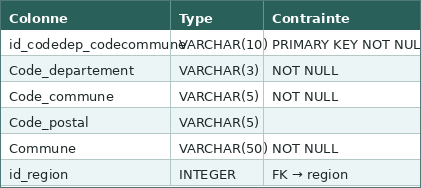 Colonne Type Contrainte
id_codedep_codecommune VARCHAR(10) PRIMARY KEY NOT NUL
Code_departement VARCHAR(3) NOT NULL
Code_commune VARCHAR(5) NOT NULL
Code_postal VARCHAR(5)
Commune VARCHAR(50) NOT NULL
id_region INTEGER FK → region